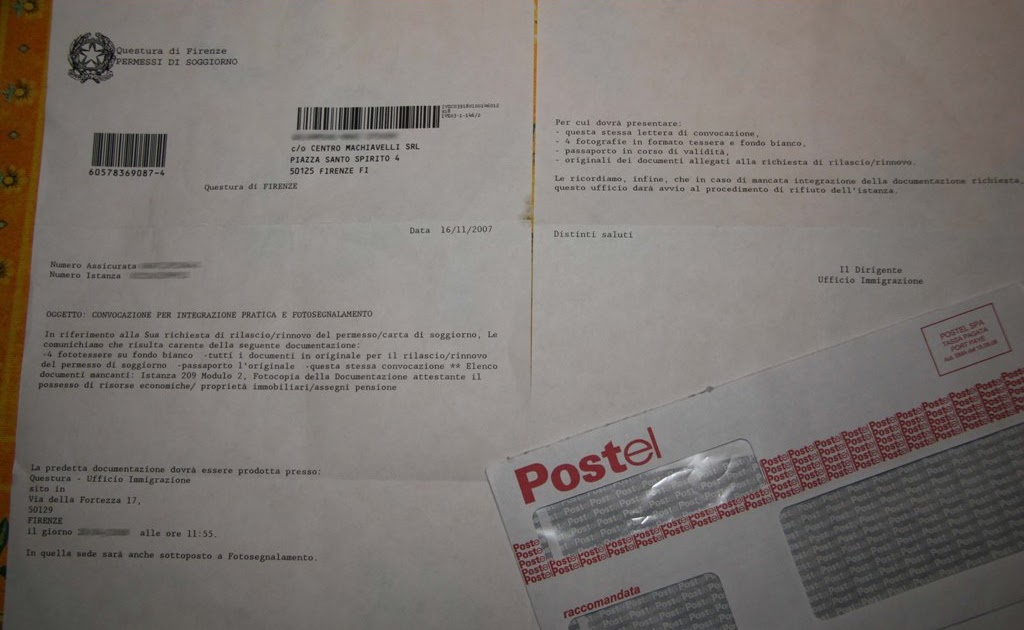 Questura di Firenze
PERMESSI DI SOGGIORNO
60578369087-4
c/o CENTRO MACHIAVELLI SRL
PIAZZA SANTO SPIRITO 4
50125 FIRENZE FI
Questura di FIRENZE
Data 16/11/2007
Numero Assicurata
Numero Istanza
OGGETTO: CONVOCAZIONE PER INTEGRAZIONE PRATICA E FOTOSEGNALAMENTO
In riferimento alla Sua richiesta di rilascio/rinnovo del permesso/carta di soggiorno, Le
comunichiamo che risulta carente della seguente documentazione:
-4 fototessere su fondo bianco -tutti i documenti in originale per il rilascio/rinnovo
del permesso di soggiorno -passaporto l'originale -questa stessa convocazione ** Elenco
documenti mancanti: Istanza 209 Modulo 2, Fotocopia della Documentazione attestante il
possesso di risorse economiche/ proprietà immobiliari/assegni pensione
La predetta documentazione dovrà essere prodotta presso:
Questura - Ufficio Immigrazione
sito in
Via della Fortezza 17,
50129
FIRENZE
il giorno alle ore 11:55.
In quella sede sarà anche sottoposto a Fotosegnalamento.
Per cui dovrà presentare:
- questa stessa lettera di convocazione,
- 4 fotografie in formato tessera e fondo bianco,
- passaporto in corso di validità,
- originali dei documenti allegati alla richiesta di rilascio/rinnovo.
Le ricordiamo, infine, che in caso di mancata integrazione della documentazione richiesta,
questo ufficio darà avvio al procedimento di rifiuto dell'istanza.
Distinti saluti
Il Dirigente
Ufficio Immigrazione
POSTEL SPA
TASSA PAGATA
PORT PAYÉ
Postel
raccomandata